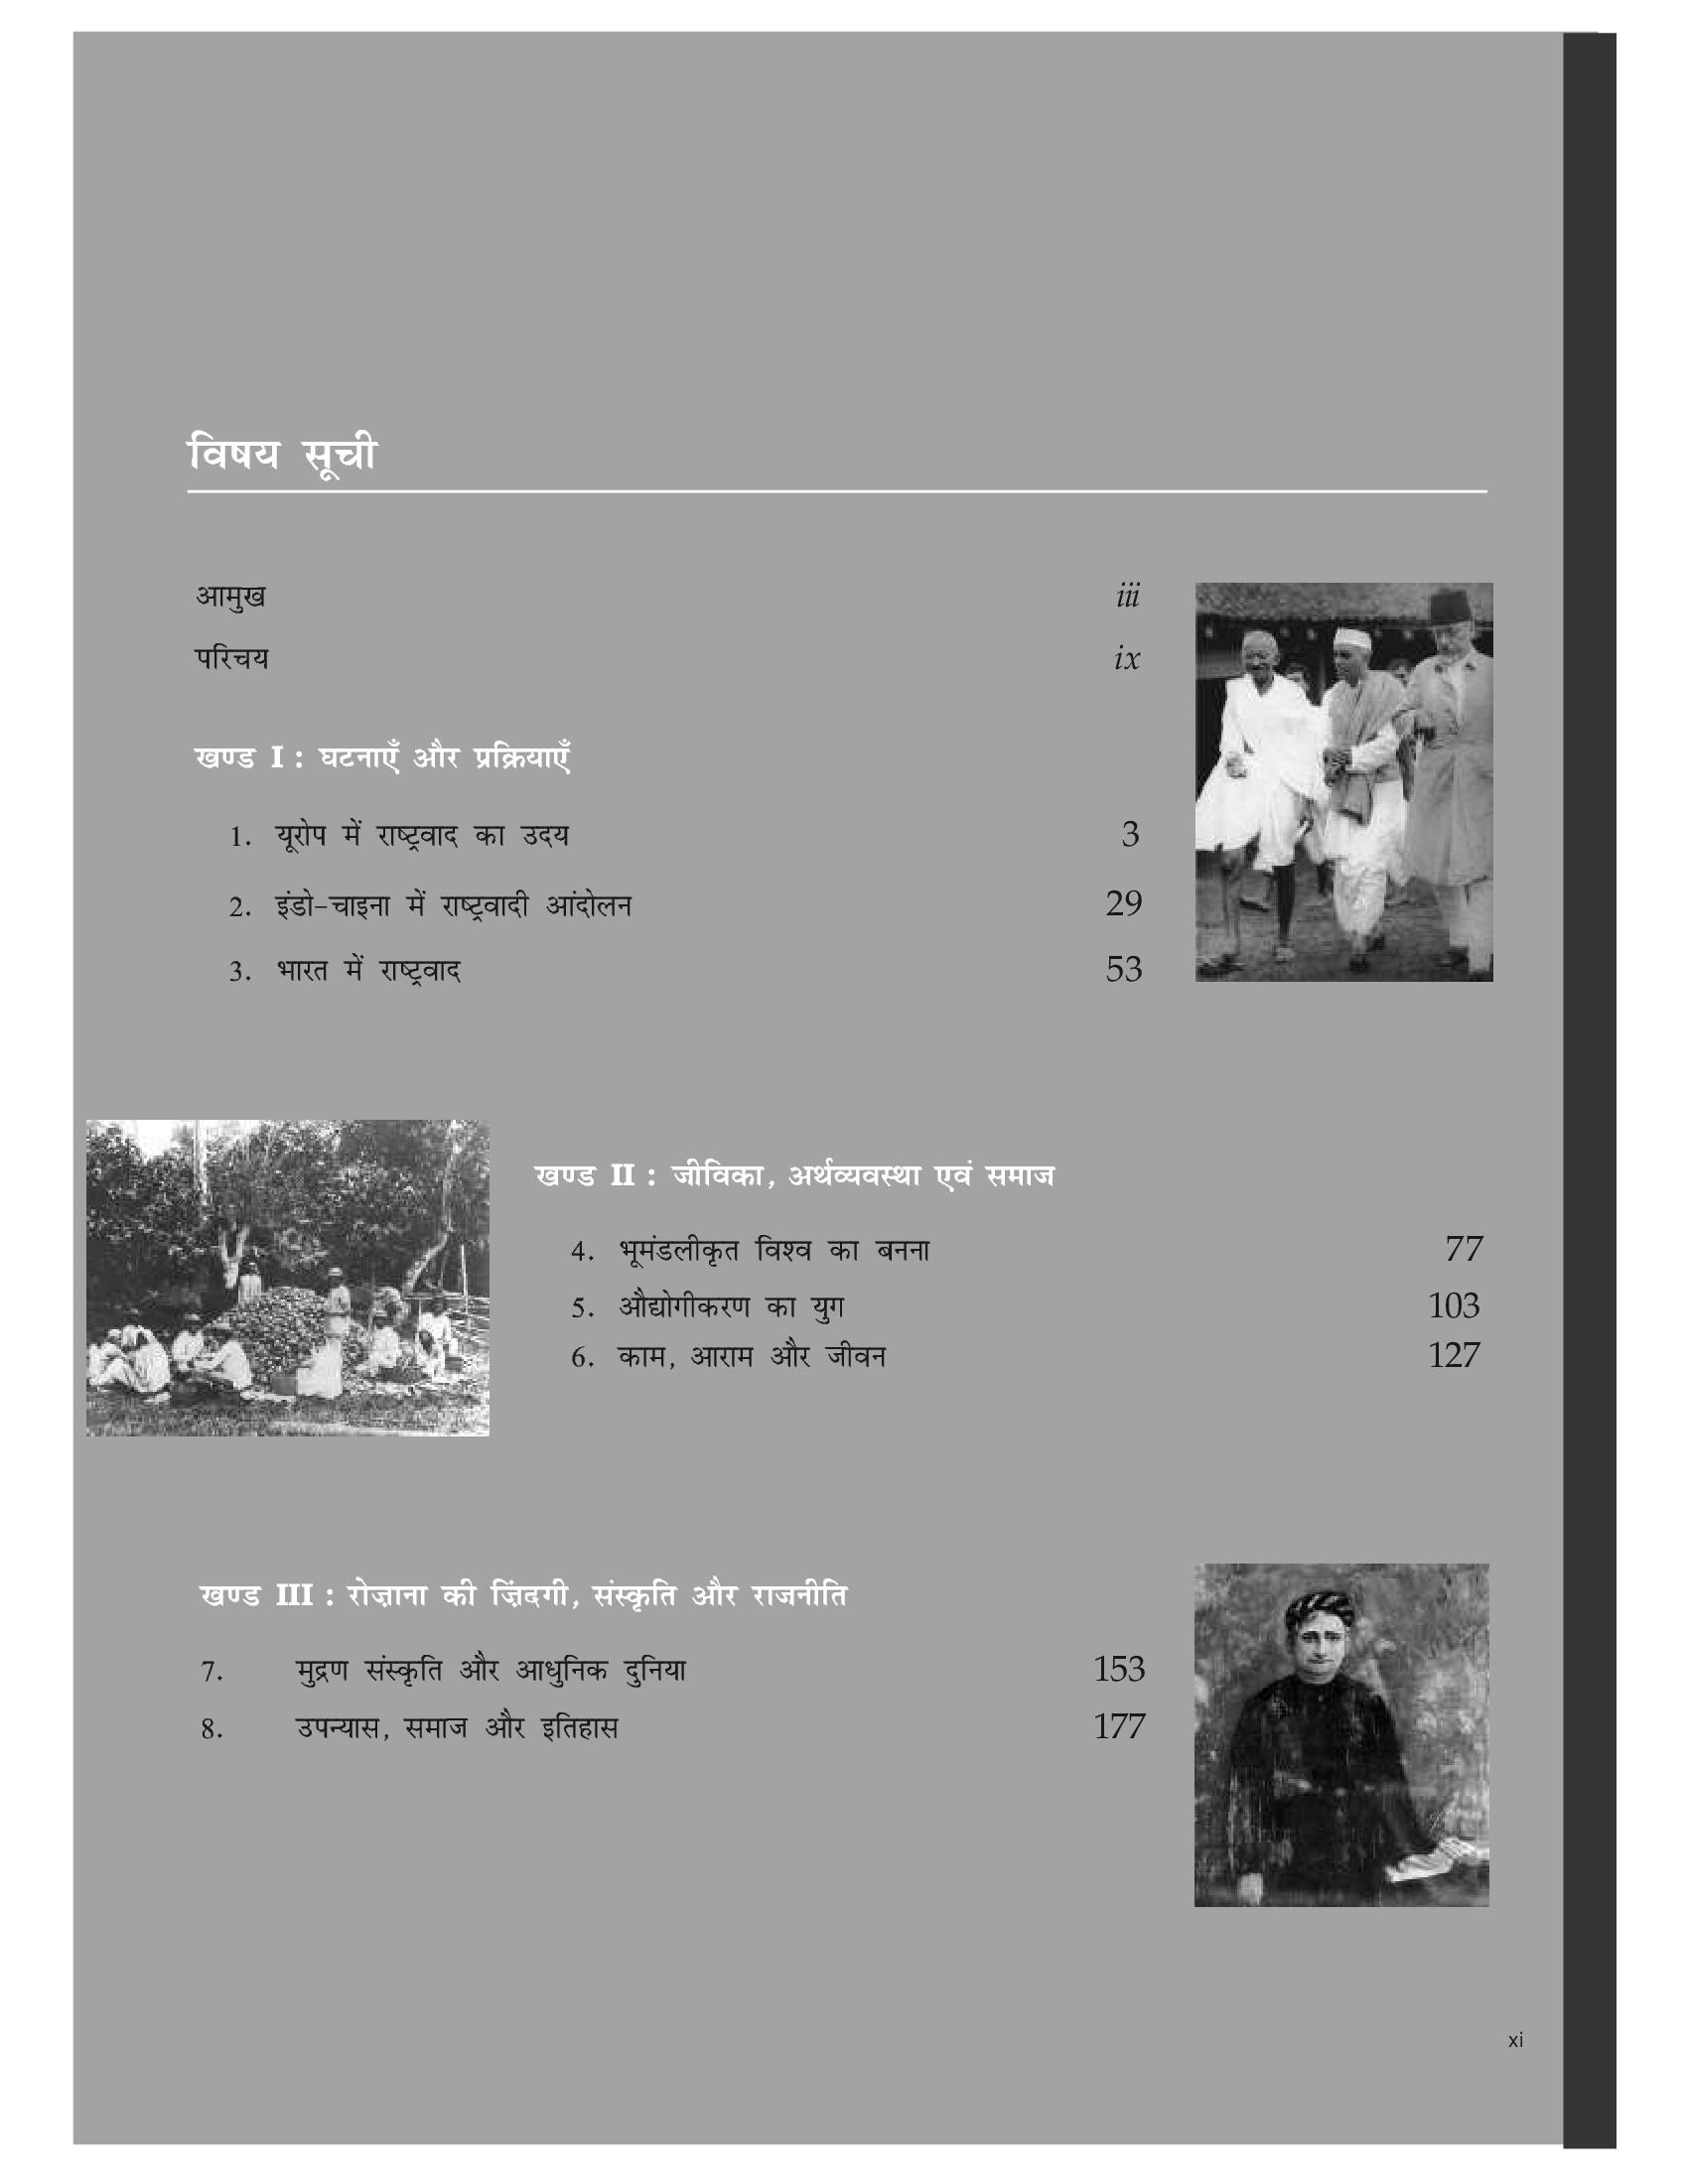 विषय सूची
आमुख iii
परिचय ix
खण्ड I : घटनाएँ और प्रक्रियाएँ
1. यूरोप में राष्ट्रवाद का उदय 3
2. इंडो-चाइना में राष्ट्रवादी आंदोलन 29
3. भारत में राष्ट्रवाद 53
खण्ड II : जीविका, अर्थव्यवस्था एवं समाज
4. भूमंडलीकृत विश्व का बनना 77
5. औद्योगीकरण का युग 103
6. काम, आराम और जीवन 127
खण्ड III : रोज़ाना की ज़िंदगी, संस्कृति और राजनीति
7. मुद्रण संस्कृति और आधुनिक दुनिया 153
8. उपन्यास, समाज और इतिहास 177
xi